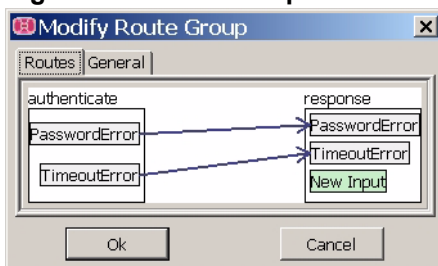 Modify Route Group
Routes General
authenticate response
PasswordError PasswordError
TimeoutError TimeoutError
New Input
Ok Cancel